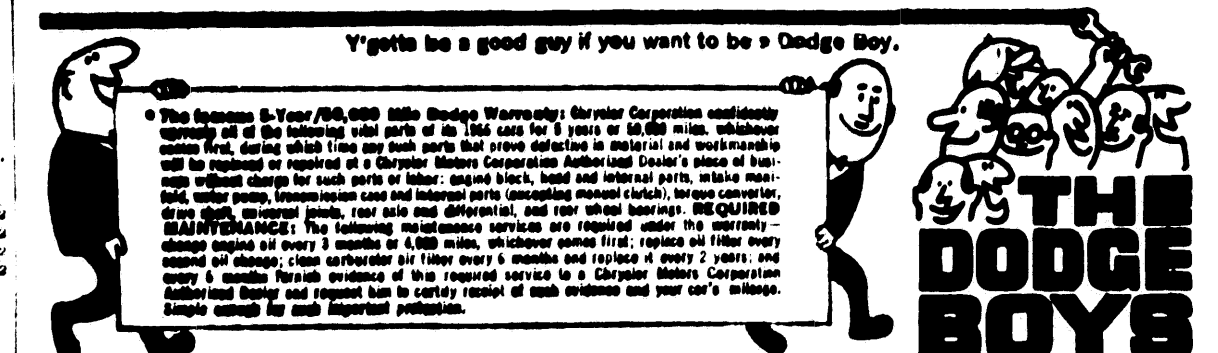 Y'gotta be a good guy if you want to be a Dodge Boy.
The famous 5-Year/50,000 Mile Dodge Warranty: Chrysler Corporation confidently
warrants all of the following vital parts of its 1966 cars for 5 years or 50,000 miles, whichever
comes first, during which time any such parts that prove defective in material and workmanship
will be replaced or repaired at a Chrysler Motors Corporation Authorized Dealer's place of busi-
ness without charge for such parts or labor: engine block, head and internal parts, intake mani-
fold, water pump, transmission case and internal parts (excepting manual clutch), torque converter,
drive shaft, universal joints, rear axle and differential, and rear wheel bearings. REQUIRED
MAINTENANCE: The following maintenance services are required under the warranty—
change engine oil every 3 months or 4,000 miles, whichever comes first; replace oil filter every
second oil change; clean carburetor air filter every 6 months and replace it every 2 years; and
every 6 months furnish evidence of this required service to a Chrysler Motors Corporation
Authorized Dealer and request him to certify receipt of such evidence and your car's mileage.
Simple enough for such important protection.
THE
DODGE
BOYS